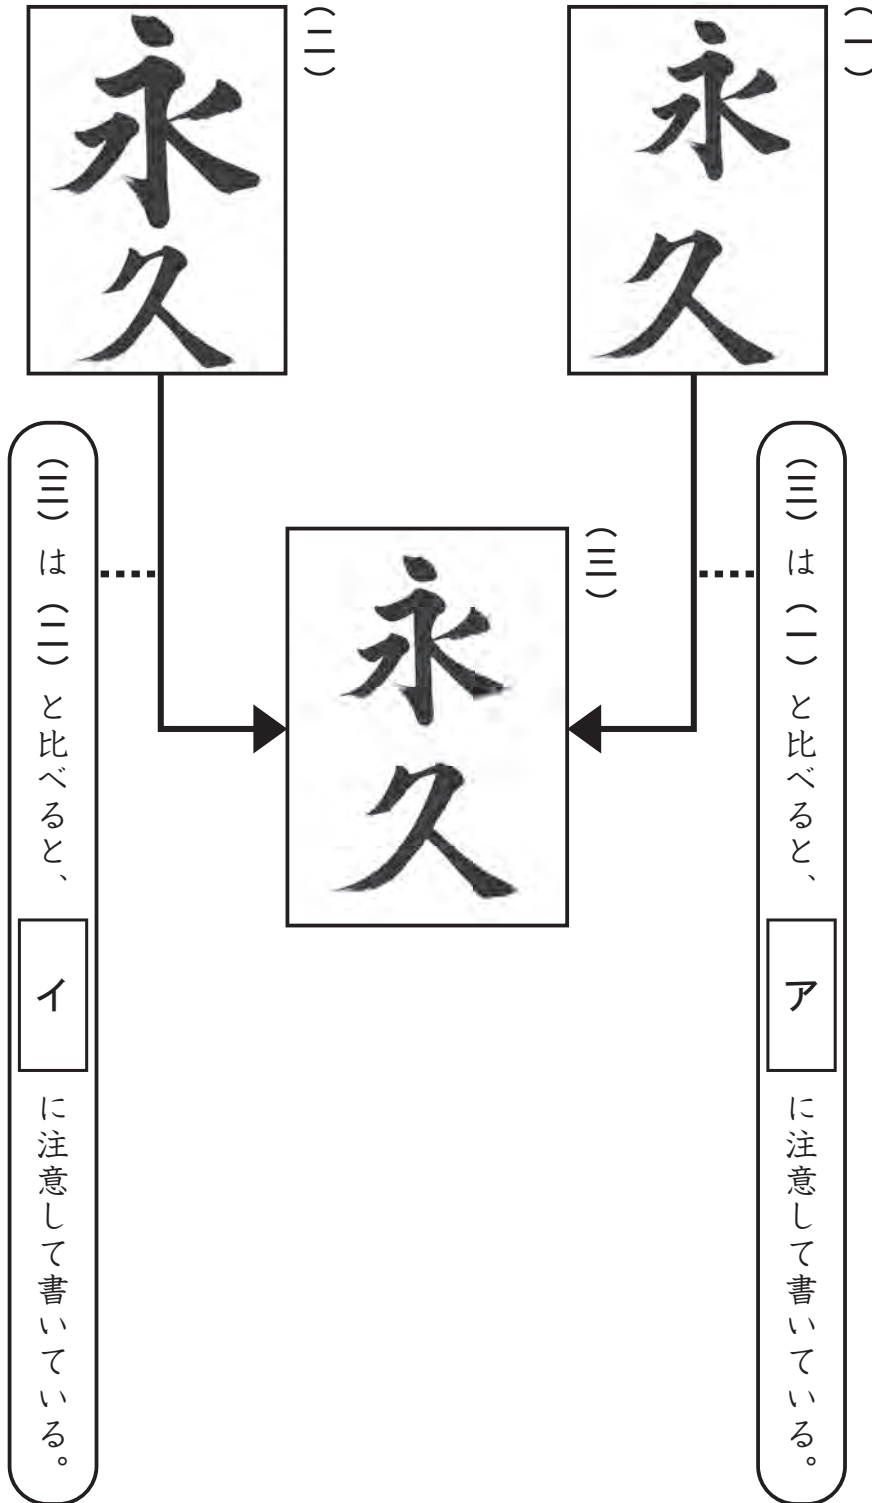 (一)
永久
(二)
永久
(三)
永久
(三)は(一)と比べると、
ア
に注意して書いている。
(三)は(二)と比べると、
イ
に注意して書いている。